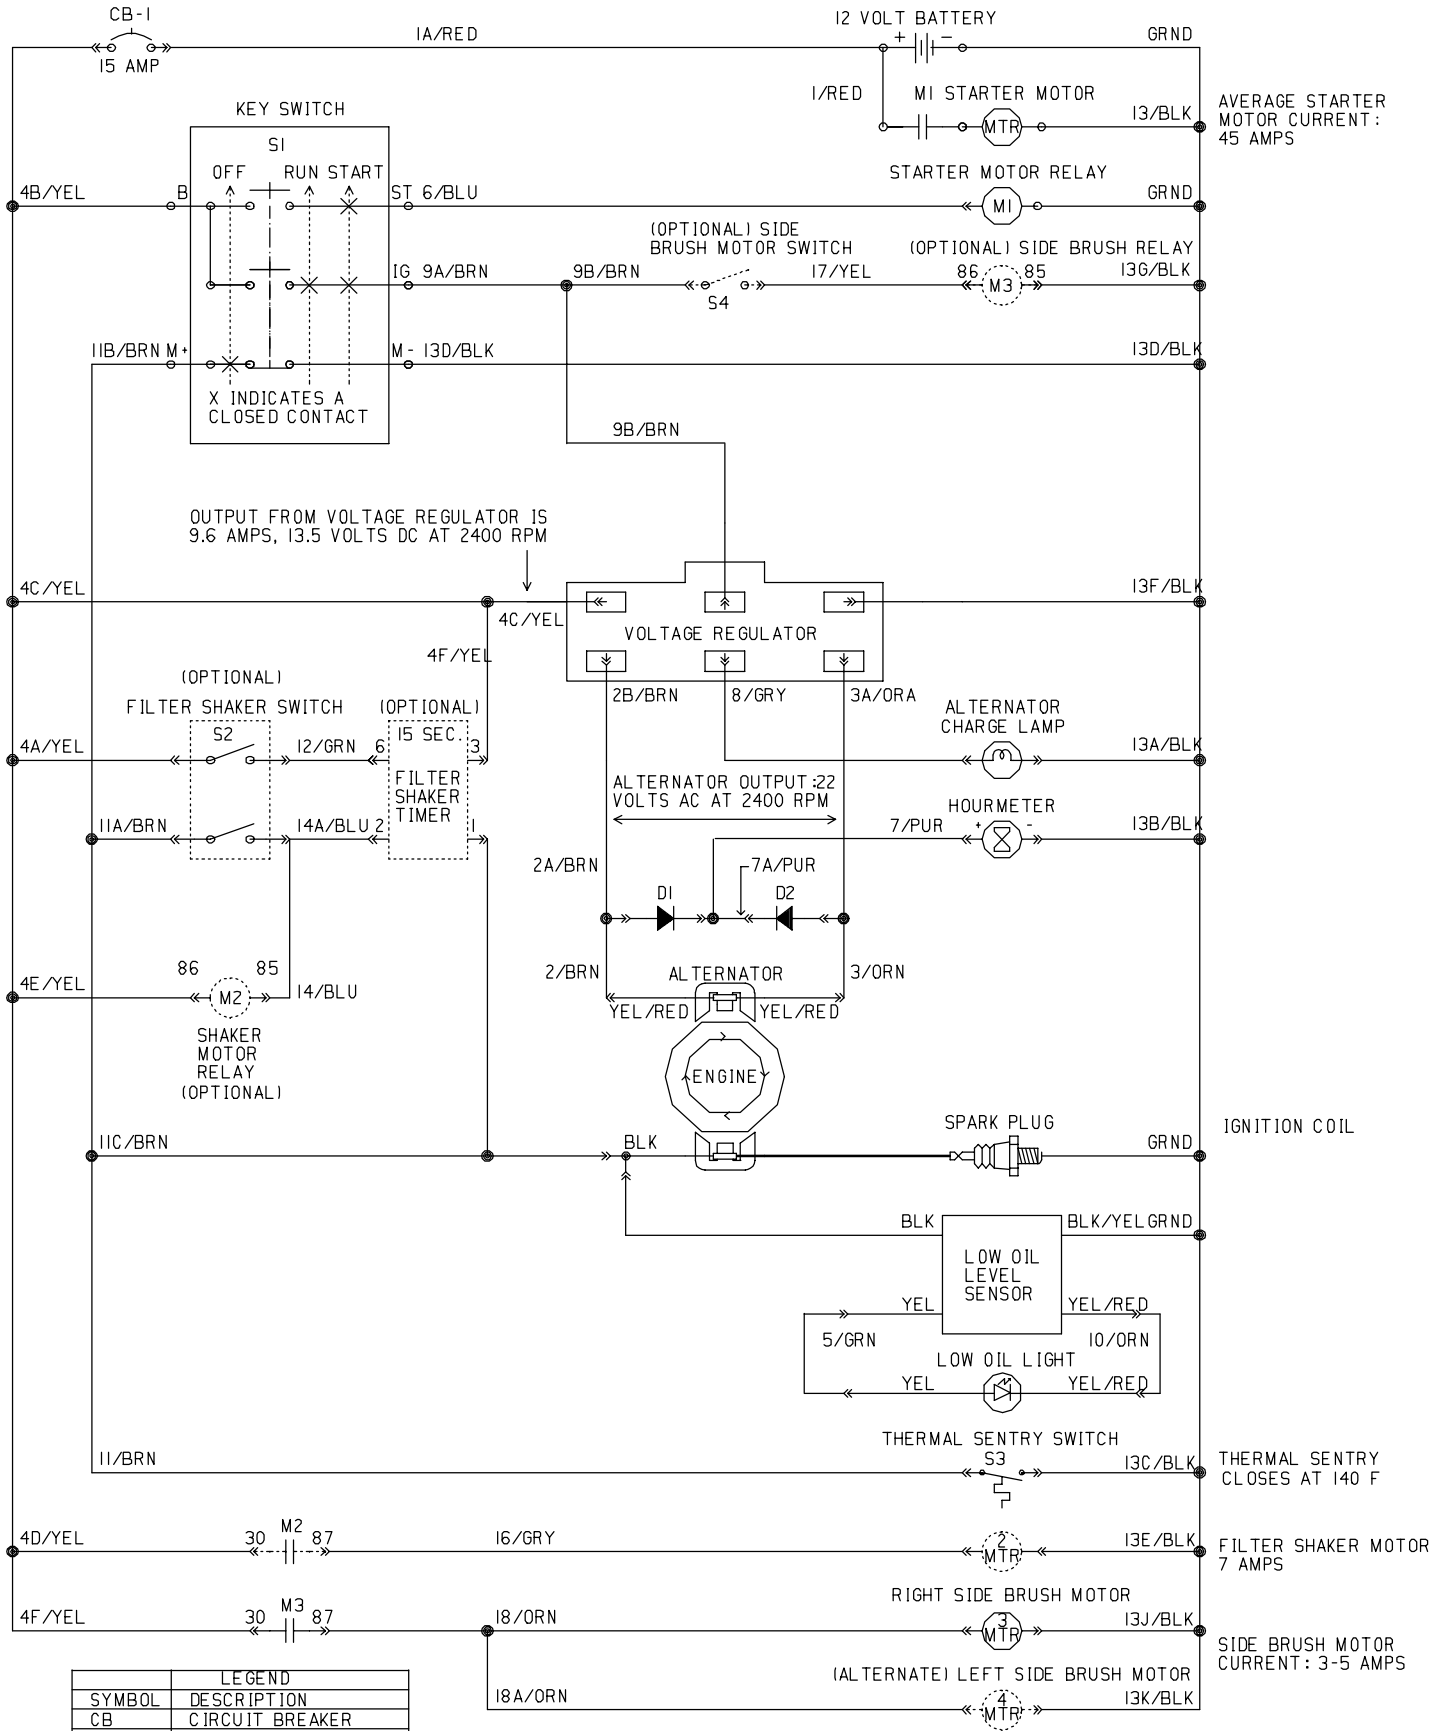 CB-1
15 AMP
1A/RED
12 VOLT BATTERY
+ -
GRND
1/RED
M1 STARTER MOTOR
MTR
13/BLK
AVERAGE STARTER
MOTOR CURRENT:
45 AMPS
KEY SWITCH
S1
OFF RUN START
4B/YEL
B
ST 6/BLU
STARTER MOTOR RELAY
M1
GRND
(OPTIONAL) SIDE
BRUSH MOTOR SWITCH
(OPTIONAL) SIDE BRUSH RELAY
IG 9A/BRN
9B/BRN
S4
17/YEL
86
M3
85
13G/BLK
11B/BRN M+
M- 13D/BLK
13D/BLK
X INDICATES A
CLOSED CONTACT
9B/BRN
OUTPUT FROM VOLTAGE REGULATOR IS
9.6 AMPS, 13.5 VOLTS DC AT 2400 RPM
4C/YEL
4C/YEL
13F/BLK
VOLTAGE REGULATOR
4F/YEL
2B/BRN
8/GRY
3A/ORA
(OPTIONAL)
FILTER SHAKER SWITCH
(OPTIONAL)
S2
15 SEC.
FILTER
SHAKER
TIMER
4A/YEL
12/GRN
6
3
ALTERNATOR
CHARGE LAMP
13A/BLK
ALTERNATOR OUTPUT:22
VOLTS AC AT 2400 RPM
HOURMETER
+ -
11A/BRN
14A/BLU
2
1
7/PUR
13B/BLK
2A/BRN
7A/PUR
D1
D2
86
85
4E/YEL
M2
14/BLU
2/BRN
ALTERNATOR
3/ORN
YEL/RED
YEL/RED
SHAKER
MOTOR
RELAY
(OPTIONAL)
ENGINE
11C/BRN
BLK
SPARK PLUG
GRND
IGNITION COIL
BLK
BLK/YEL
GRND
LOW OIL
LEVEL
SENSOR
YEL
YEL/RED
5/GRN
10/ORN
LOW OIL LIGHT
YEL
YEL/RED
THERMAL SENTRY SWITCH
11/BRN
S3
13C/BLK
THERMAL SENTRY
CLOSES AT 140 F
4D/YEL
30
M2
87
16/GRY
2
MTR
13E/BLK
FILTER SHAKER MOTOR
7 AMPS
RIGHT SIDE BRUSH MOTOR
4F/YEL
30
M3
87
18/ORN
3
MTR
13J/BLK
SIDE BRUSH MOTOR
CURRENT: 3-5 AMPS
(ALTERNATE) LEFT SIDE BRUSH MOTOR
18A/ORN
4
MTR
13K/BLK
LEGEND
SYMBOL DESCRIPTION
CB CIRCUIT BREAKER